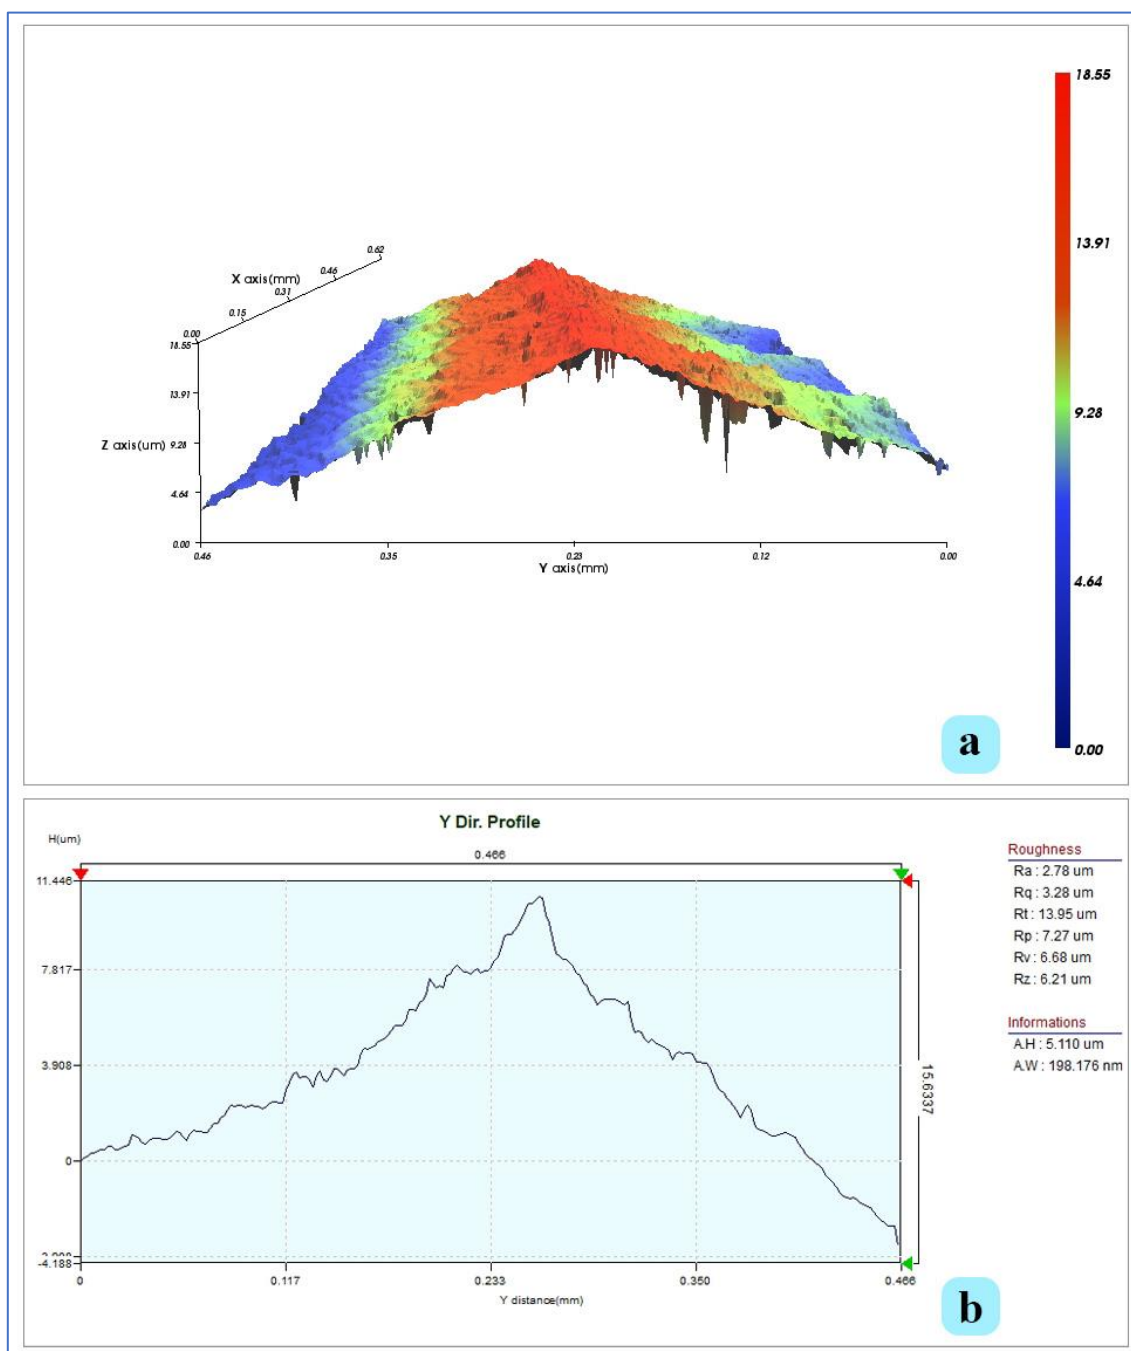 18.55
13.91
9.28
4.64
0.00
X axis(mm)
0.62
0.46
0.31
0.15
0.00
18.55
13.91
Z axis(um)
9.28
4.64
0.00
0.46
0.35
0.23
0.12
0.00
Y axis(mm)
a
Y Dir. Profile
H(um)
0.466
11.446
7.817
3.908
0
-3.908
-4.188
0
0.117
0.233
0.350
0.466
Y distance(mm)
15.6337
Roughness
Ra : 2.78 um
Rq : 3.28 um
Rt : 13.95 um
Rp : 7.27 um
Rv : 6.68 um
Rz : 6.21 um
Informations
A.H : 5.110 um
A.W : 198.176 nm
b